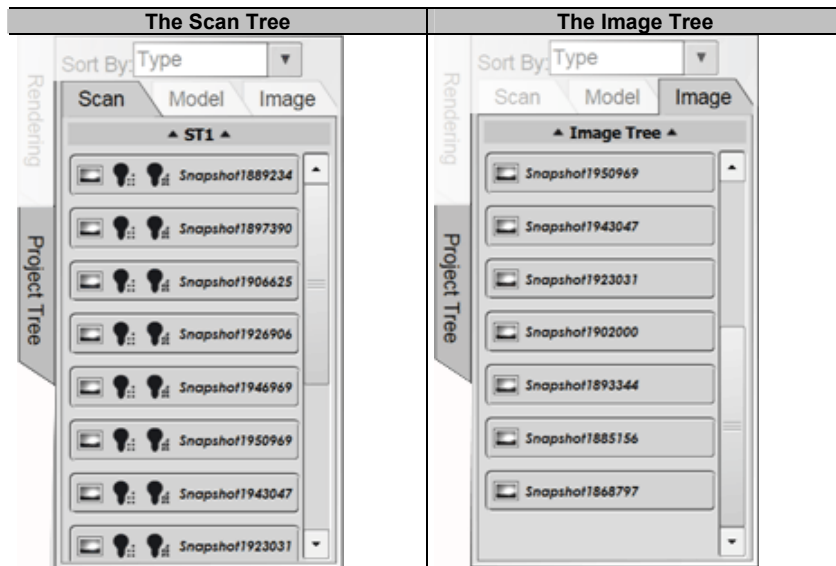 The Scan Tree
Sort By: Type
Rendering
Project Tree
Scan Model Image
ST1
Snapshot1889234
Snapshot1897390
Snapshot1906625
Snapshot1926906
Snapshot1946969
Snapshot1950969
Snapshot1943047
Snapshot1923031
The Image Tree
Sort By: Type
Rendering
Project Tree
Scan Model Image
Image Tree
Snapshot1950969
Snapshot1943047
Snapshot1923031
Snapshot1902000
Snapshot1893344
Snapshot1885156
Snapshot1868797